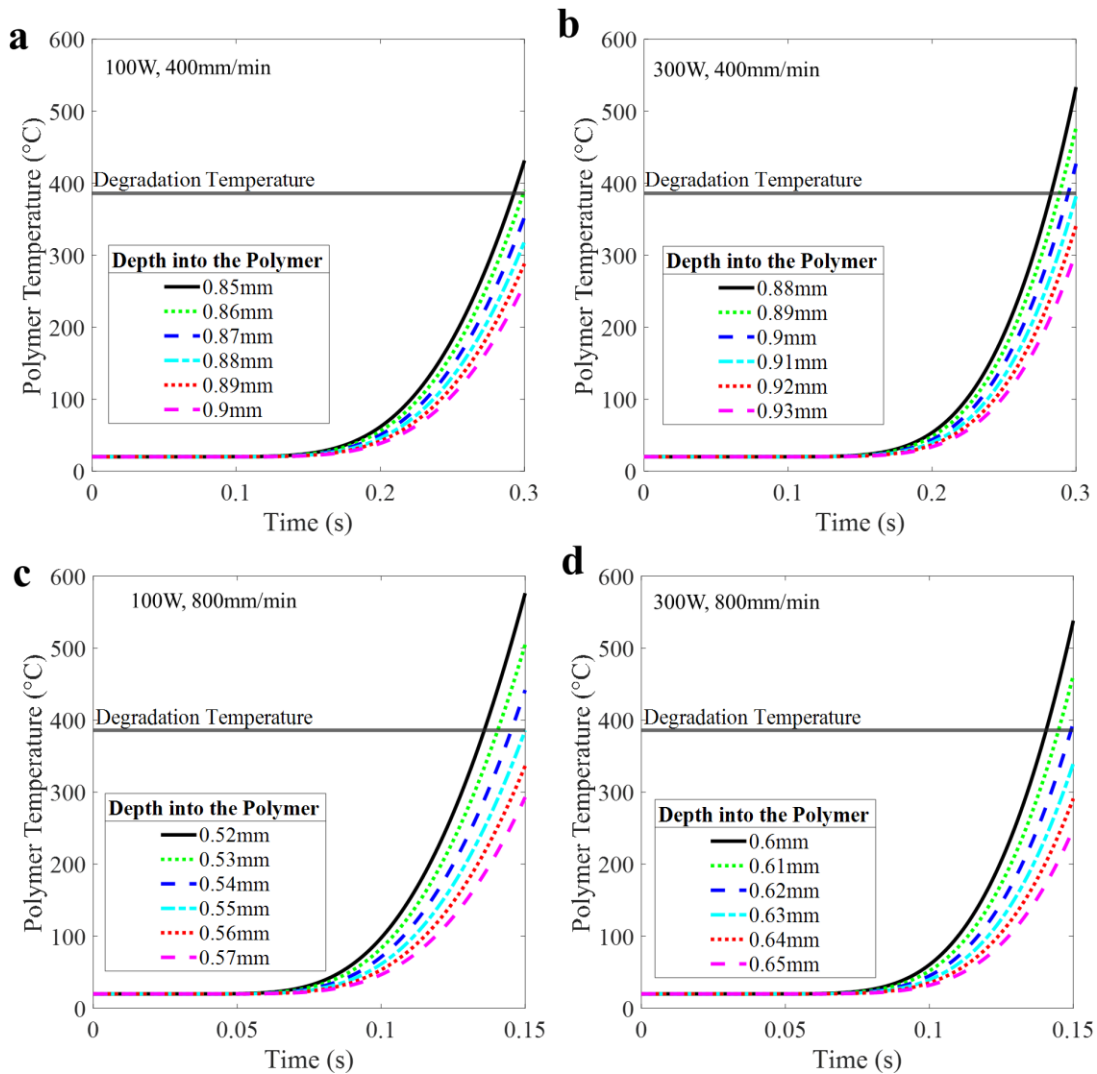 a
100W, 400mm/min
600
500
400
300
200
100
0
Polymer Temperature (°C)
Degradation Temperature
Depth into the Polymer
0.85mm
0.86mm
0.87mm
0.88mm
0.89mm
0.9mm
0
0.1
0.2
0.3
Time (s)
b
300W, 400mm/min
600
500
400
300
200
100
0
Polymer Temperature (°C)
Degradation Temperature
Depth into the Polymer
0.88mm
0.89mm
0.9mm
0.91mm
0.92mm
0.93mm
0
0.1
0.2
0.3
Time (s)
c
100W, 800mm/min
600
500
400
300
200
100
0
Polymer Temperature (°C)
Degradation Temperature
Depth into the Polymer
0.52mm
0.53mm
0.54mm
0.55mm
0.56mm
0.57mm
0
0.05
0.1
0.15
Time (s)
d
300W, 800mm/min
600
500
400
300
200
100
0
Polymer Temperature (°C)
Degradation Temperature
Depth into the Polymer
0.6mm
0.61mm
0.62mm
0.63mm
0.64mm
0.65mm
0
0.05
0.1
0.15
Time (s)